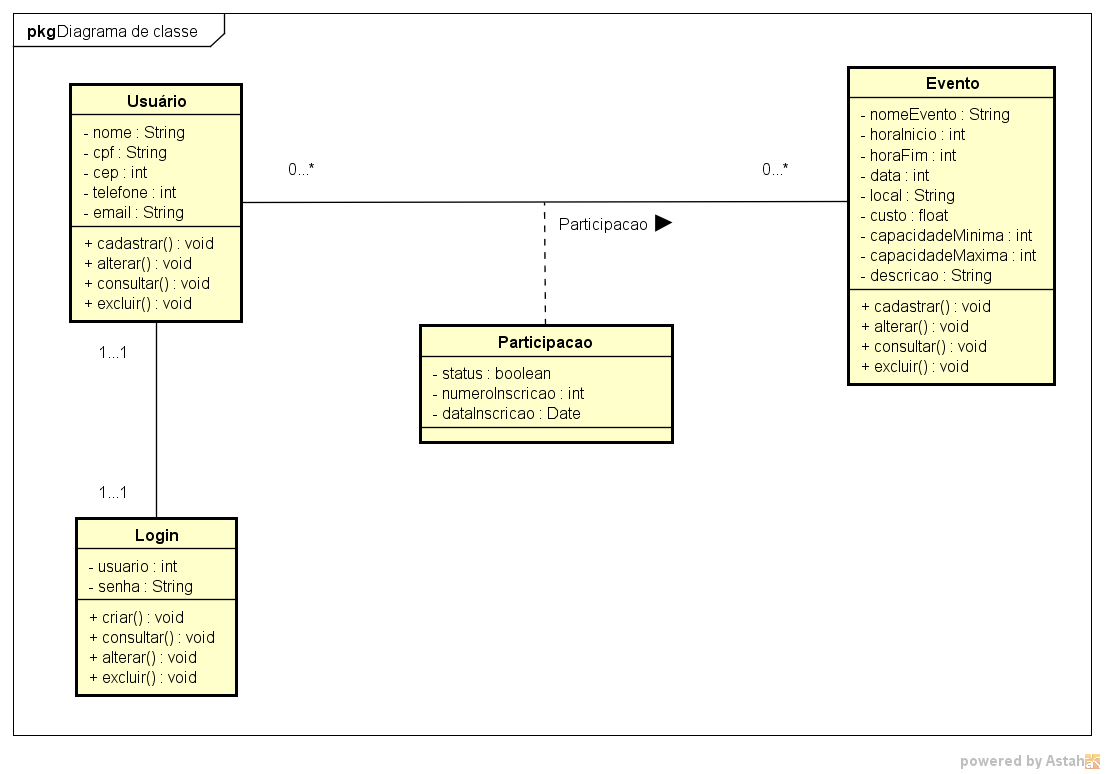 pkg Diagrama de classe
Usuário
- nome : String
- cpf : String
- cep : int
- telefone : int
- email : String
+ cadastrar() : void
+ alterar() : void
+ consultar() : void
+ excluir() : void
0...*
0...*
Participacao
Evento
- nomeEvento : String
- horaInicio : int
- horaFim : int
- data : int
- local : String
- custo : float
- capacidadeMinima : int
- capacidadeMaxima : int
- descricao : String
+ cadastrar() : void
+ alterar() : void
+ consultar() : void
+ excluir() : void
Participacao
- status : boolean
- numeroInscricao : int
- dataInscricao : Date
1...1
1...1
Login
- usuario : int
- senha : String
+ criar() : void
+ consultar() : void
+ alterar() : void
+ excluir() : void
powered by Astah